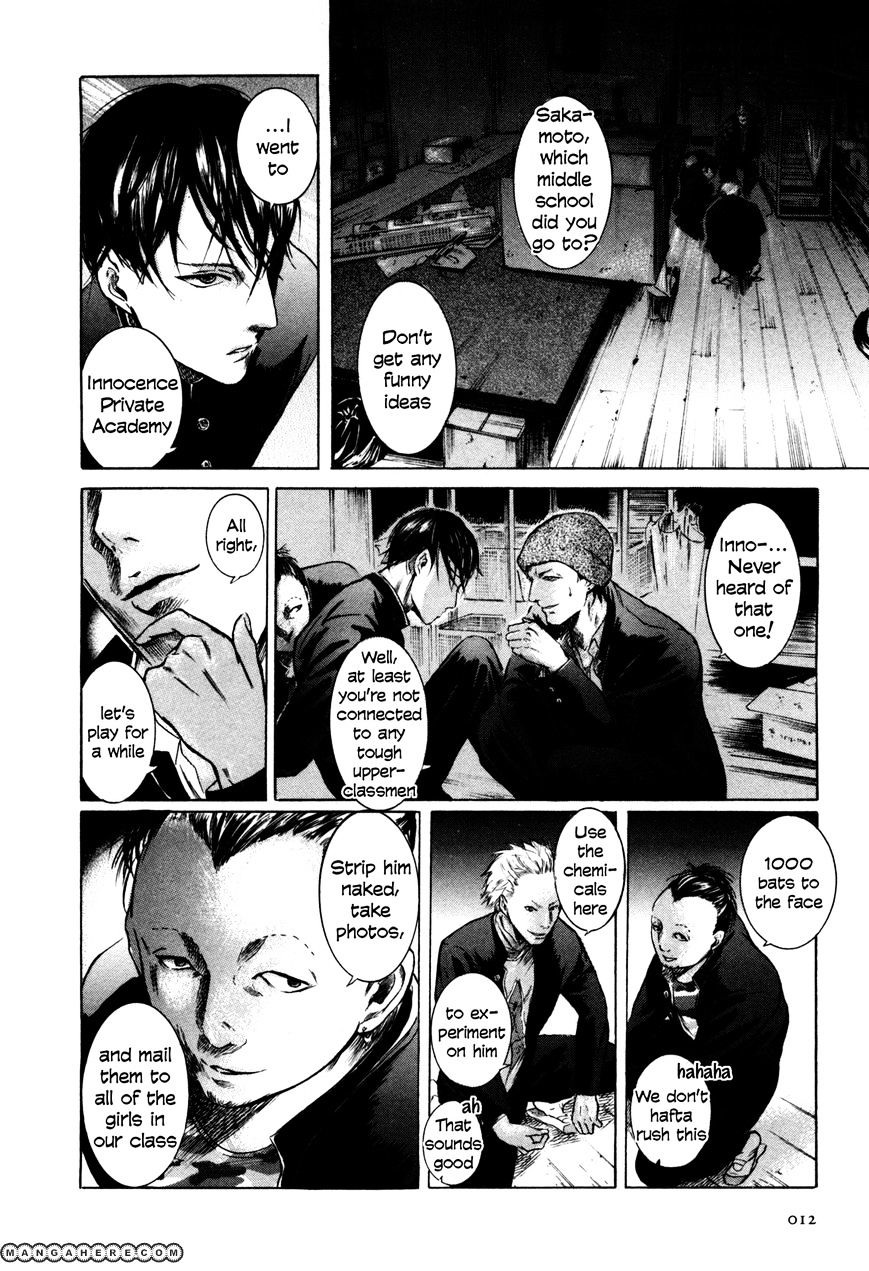 Saka-
moto,
which
middle
school
did you
go to?
Don't
get any
funny
ideas
...I
went
to
Innocence
Private
Academy
Inno-...
Never
heard of
that
one!
Well,
at least
you're not
connected
to any
tough
upper-
classmen
All
right,
let's
play for
a while
1000
bats to
the face
hahaha
We don't
hafta
rush this
Use
the
chemi-
cals
here
to ex-
periment
on him
ah
That
sounds
good
Strip him
naked,
take
photos,
and mail
them to
all of the
girls in
our class
012
MANGAHERE.COM